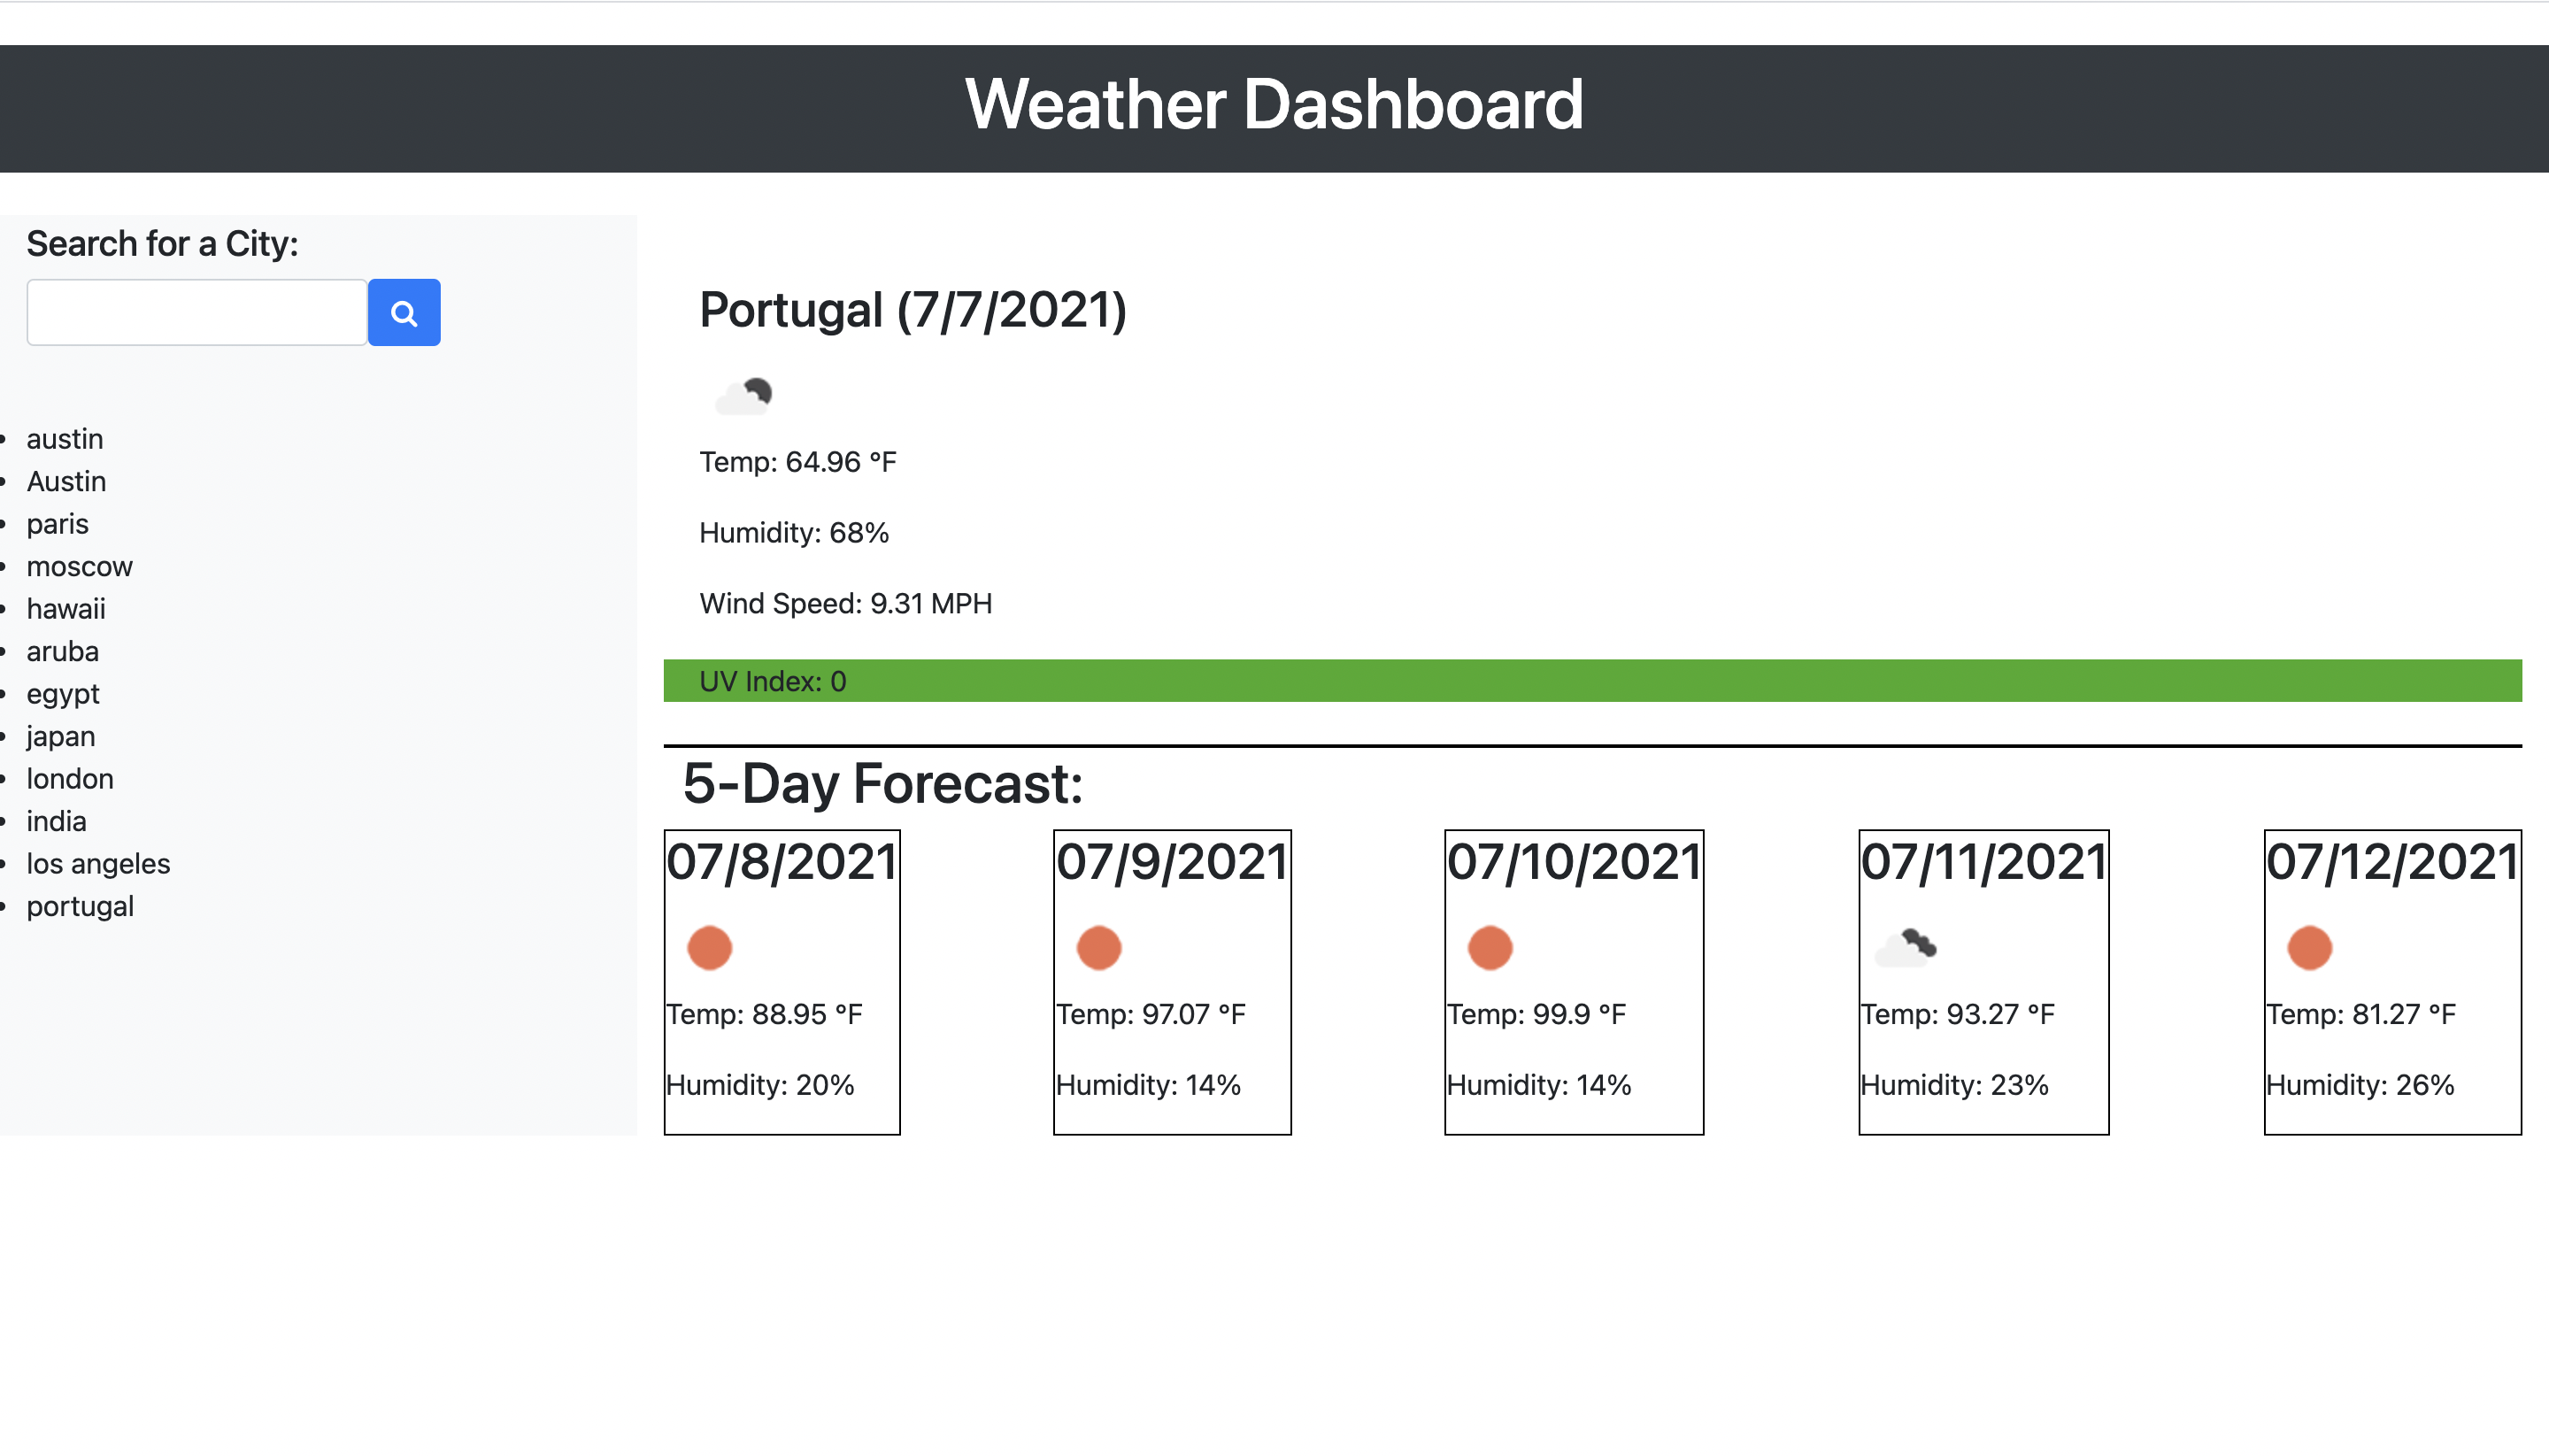 Weather Dashboard
Search for a City:
austin
Austin
paris
moscow
hawaii
aruba
egypt
japan
london
india
los angeles
portugal
Portugal (7/7/2021)
Temp: 64.96 °F
Humidity: 68%
Wind Speed: 9.31 MPH
UV Index: 0
5-Day Forecast:
07/8/2021
Temp: 88.95 °F
Humidity: 20%
07/9/2021
Temp: 97.07 °F
Humidity: 14%
07/10/2021
Temp: 99.9 °F
Humidity: 14%
07/11/2021
Temp: 93.27 °F
Humidity: 23%
07/12/2021
Temp: 81.27 °F
Humidity: 26%